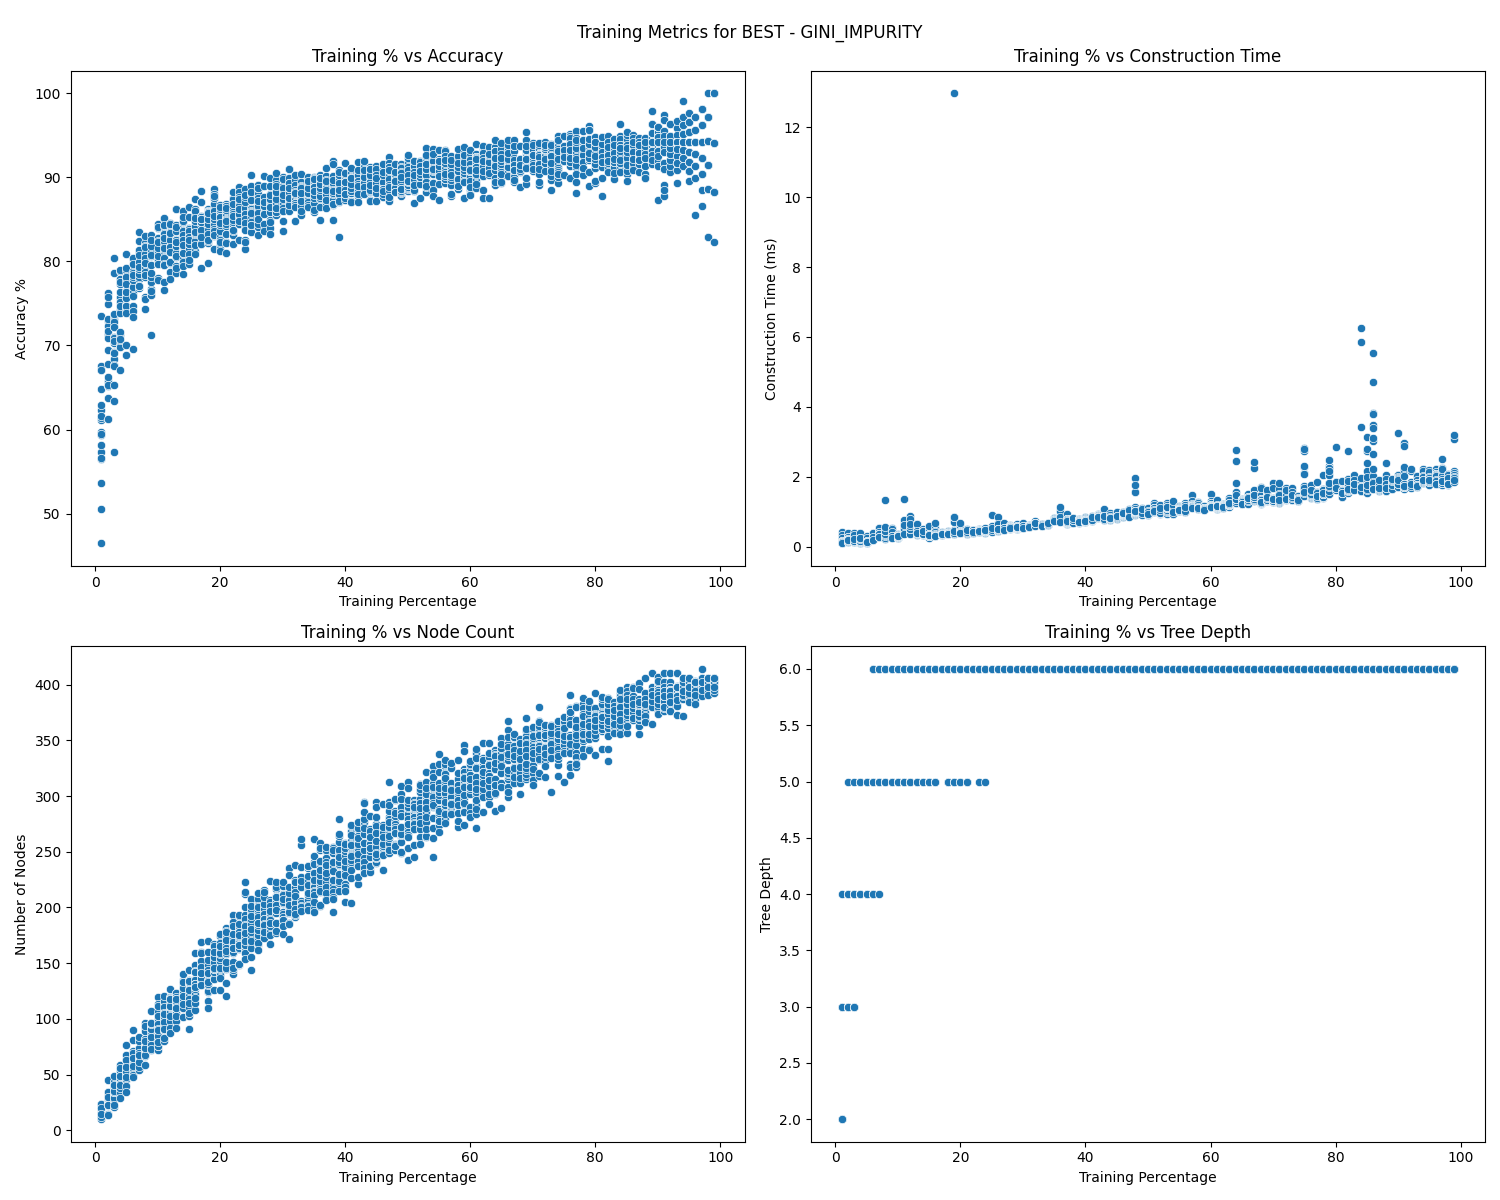 Training Metrics for BEST - GINI_IMPURITY
Training % vs Accuracy
100
90
80
70
60
50
Accuracy %
0 20 40 60 80 100
Training Percentage
Training % vs Construction Time
12
10
8
6
4
2
0
Construction Time (ms)
0 20 40 60 80 100
Training Percentage
Training % vs Node Count
400
350
300
250
200
150
100
50
0
Number of Nodes
0 20 40 60 80 100
Training Percentage
Training % vs Tree Depth
6.0
5.5
5.0
4.5
4.0
3.5
3.0
2.5
2.0
Tree Depth
0 20 40 60 80 100
Training Percentage